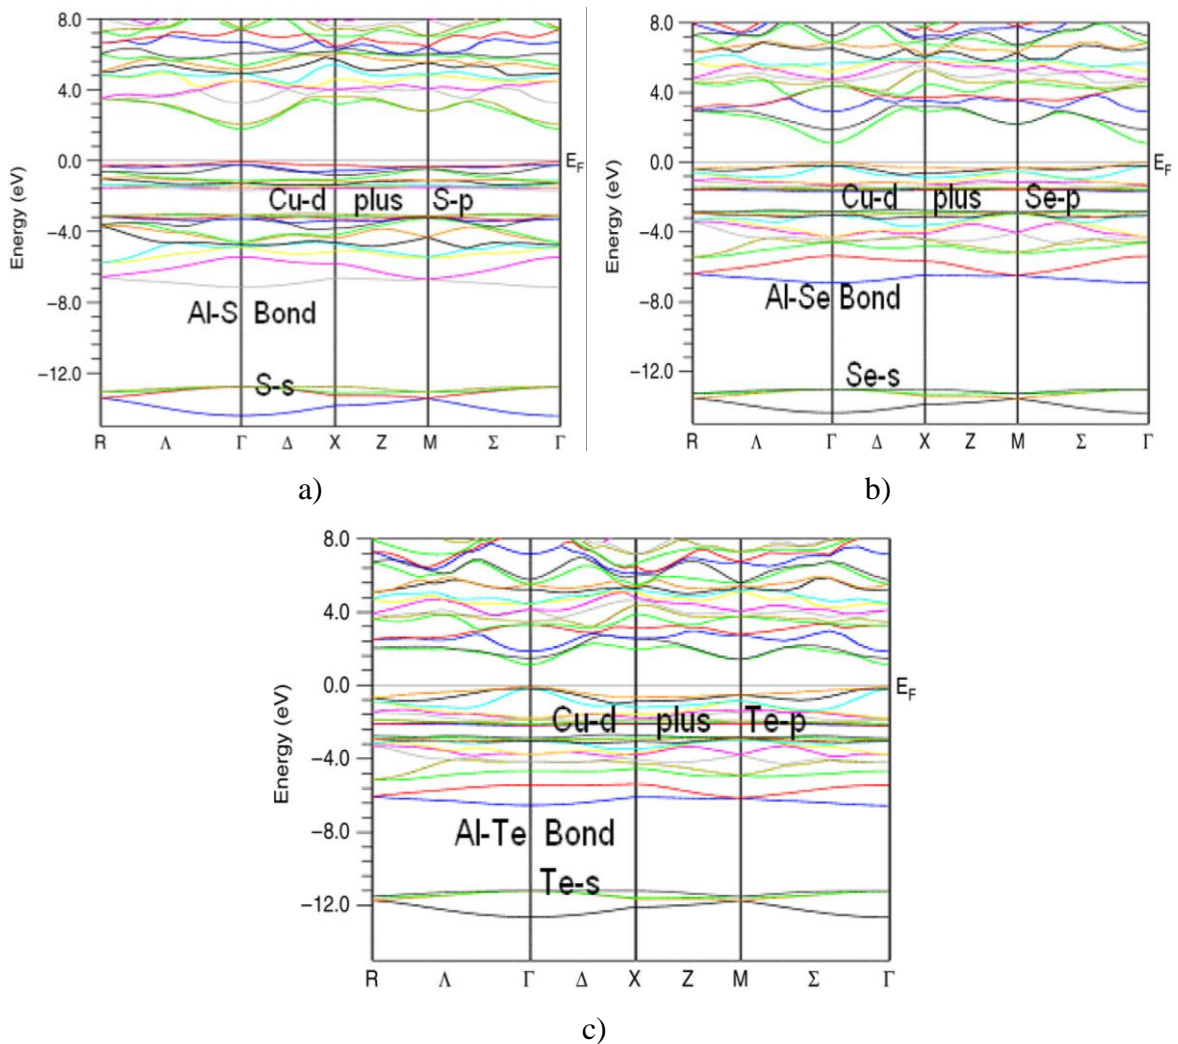 8.0
4.0
0.0
−4.0
−8.0
−12.0
Energy (eV)
E_F
Cu-d plus S-p
Al-S Bond
S-s
R Λ Γ Δ X Z M Σ Γ
a)
8.0
4.0
0.0
−4.0
−8.0
−12.0
Energy (eV)
E_F
Cu-d plus Se-p
Al-Se Bond
Se-s
R Λ Γ Δ X Z M Σ Γ
b)
8.0
4.0
0.0
−4.0
−8.0
−12.0
Energy (eV)
E_F
Cu-d plus Te-p
Al-Te Bond
Te-s
R Λ Γ Δ X Z M Σ Γ
c)